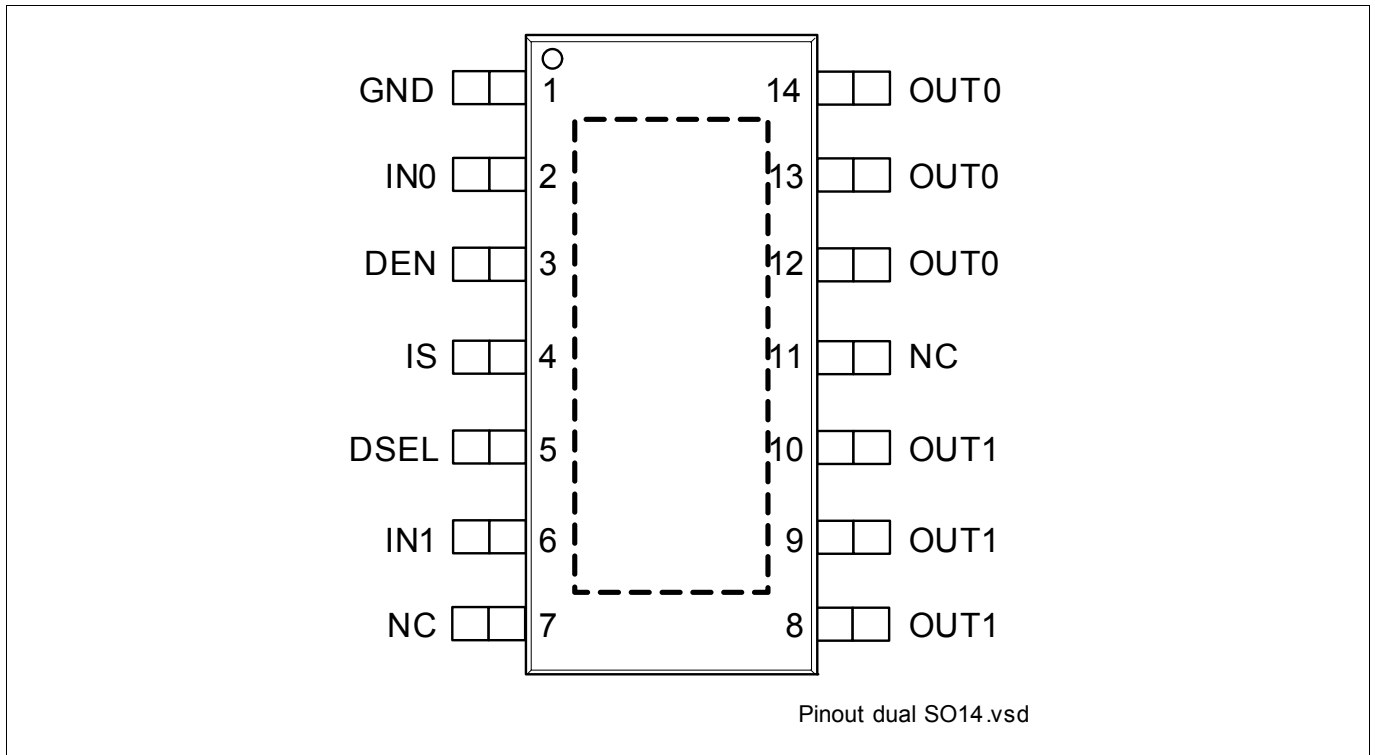 GND 1 14 OUT0
IN0 2 13 OUT0
DEN 3 12 OUT0
IS 4 11 NC
DSEL 5 10 OUT1
IN1 6 9 OUT1
NC 7 8 OUT1
Pinout dual SO14.vsd